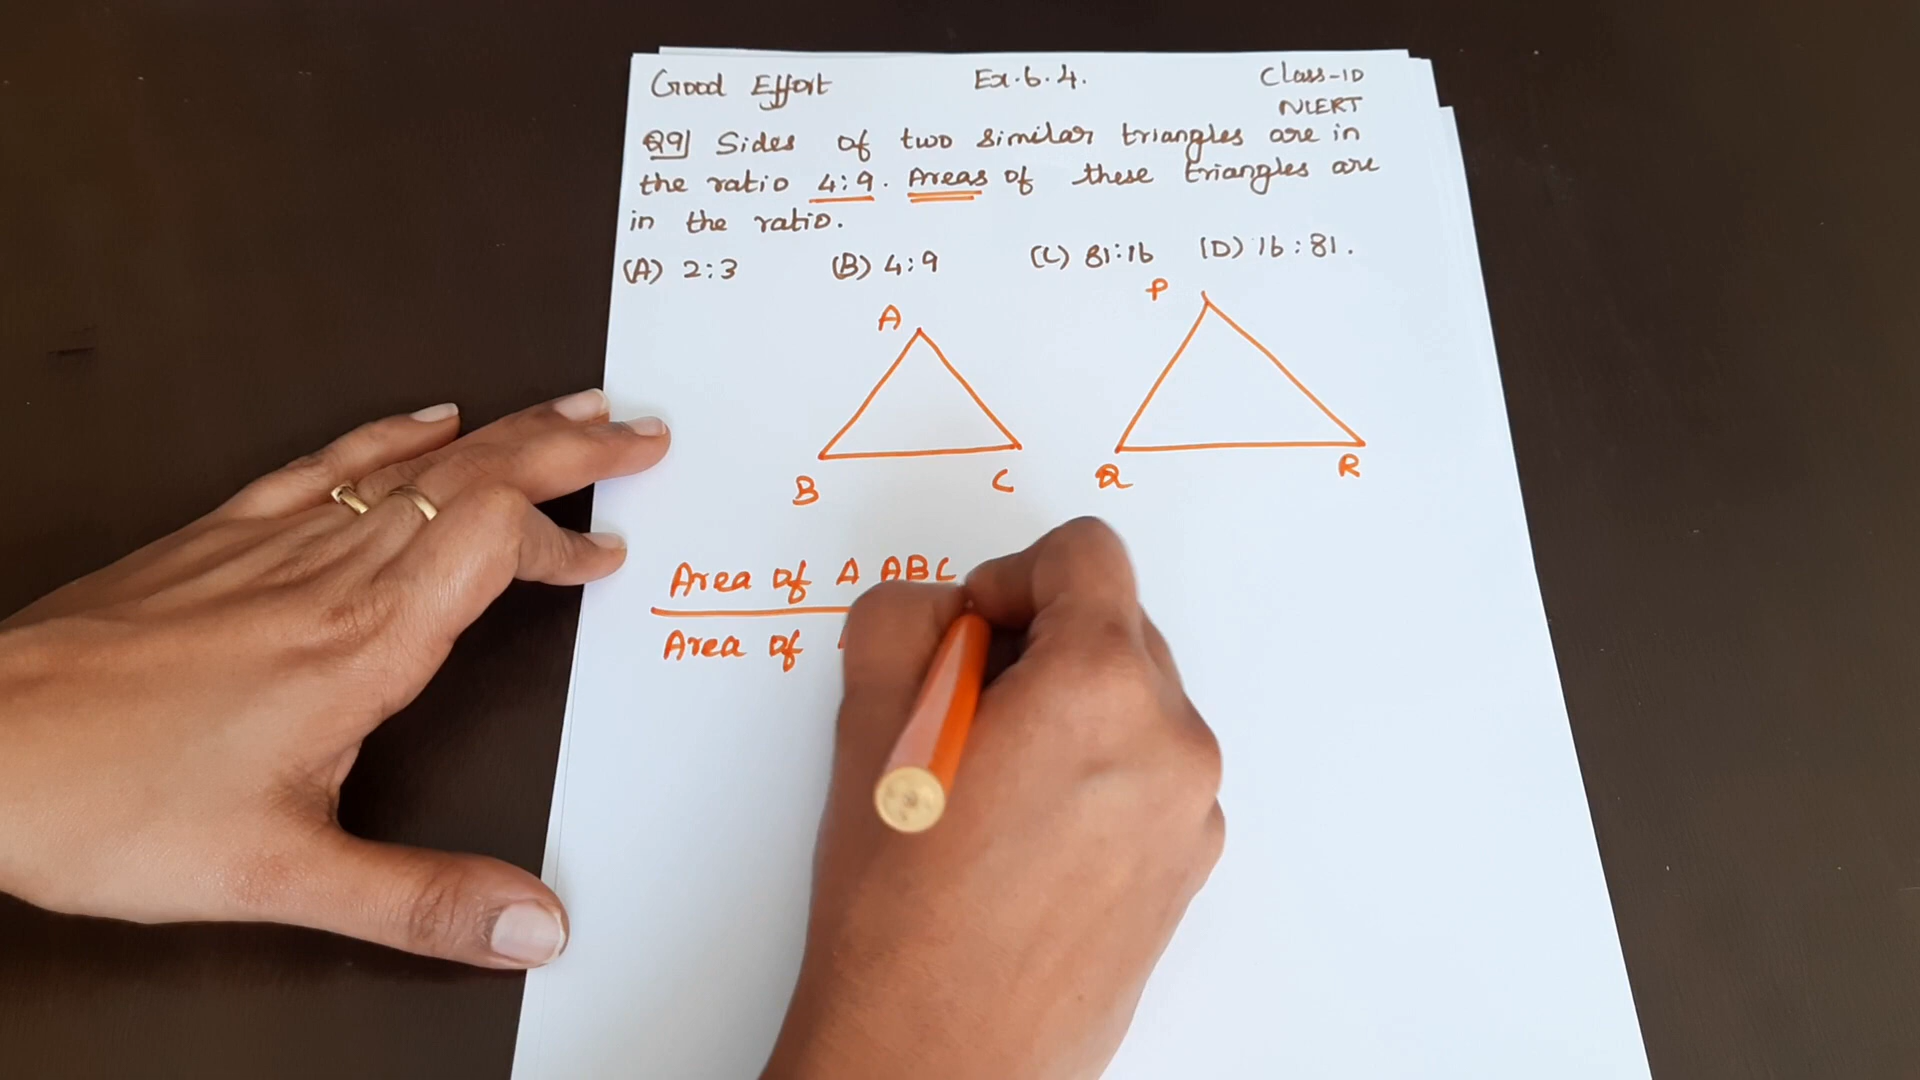 Good Effort Ex.6.4. Class-10
NCERT
Q9] Sides of two similar triangles are in
the ratio 4:9. Areas of these triangles are
in the ratio.
(A) 2:3 (B) 4:9 (C) 81:16 (D) 16:81.
P
A
B C Q R
Area of Δ ABC
Area of